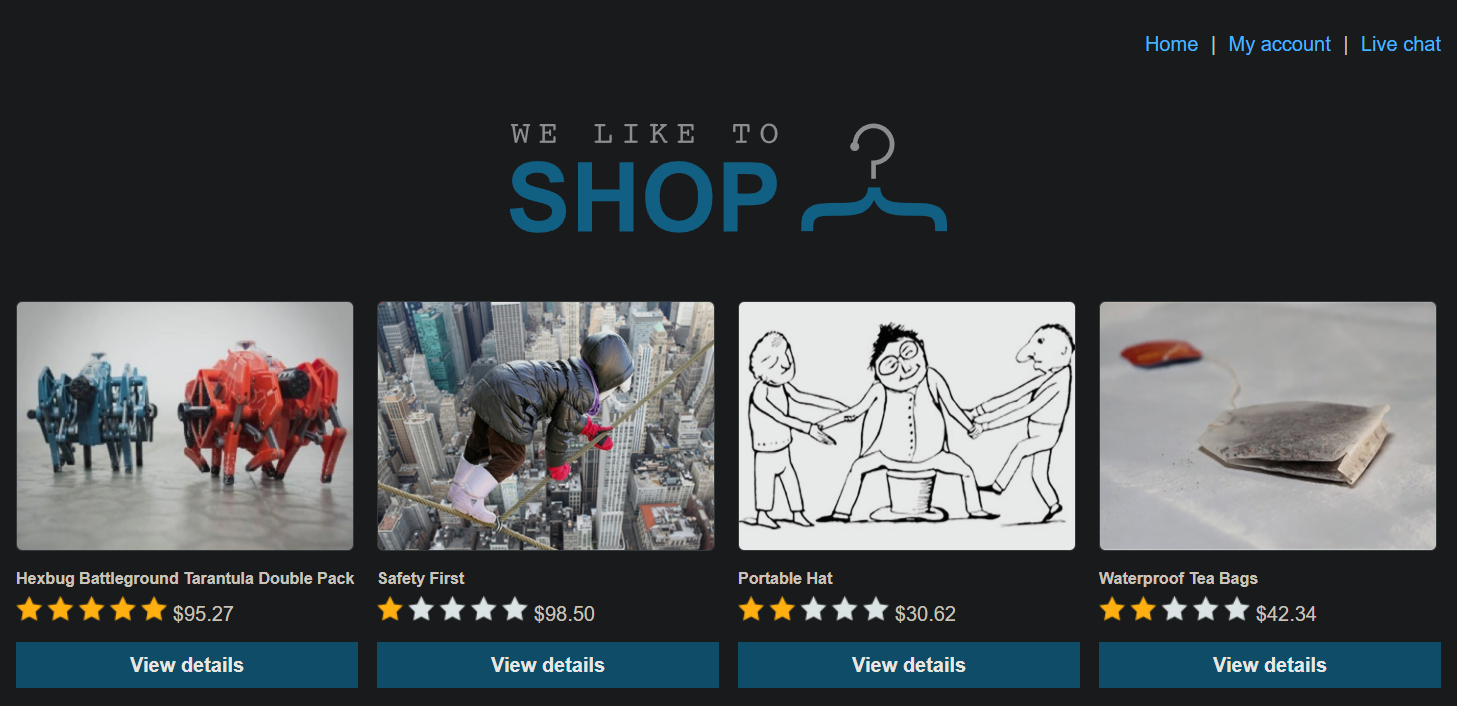 Home | My account | Live chat
WE LIKE TO
SHOP
Hexbug Battleground Tarantula Double Pack
$95.27
View details
Safety First
$98.50
View details
Portable Hat
$30.62
View details
Waterproof Tea Bags
$42.34
View details